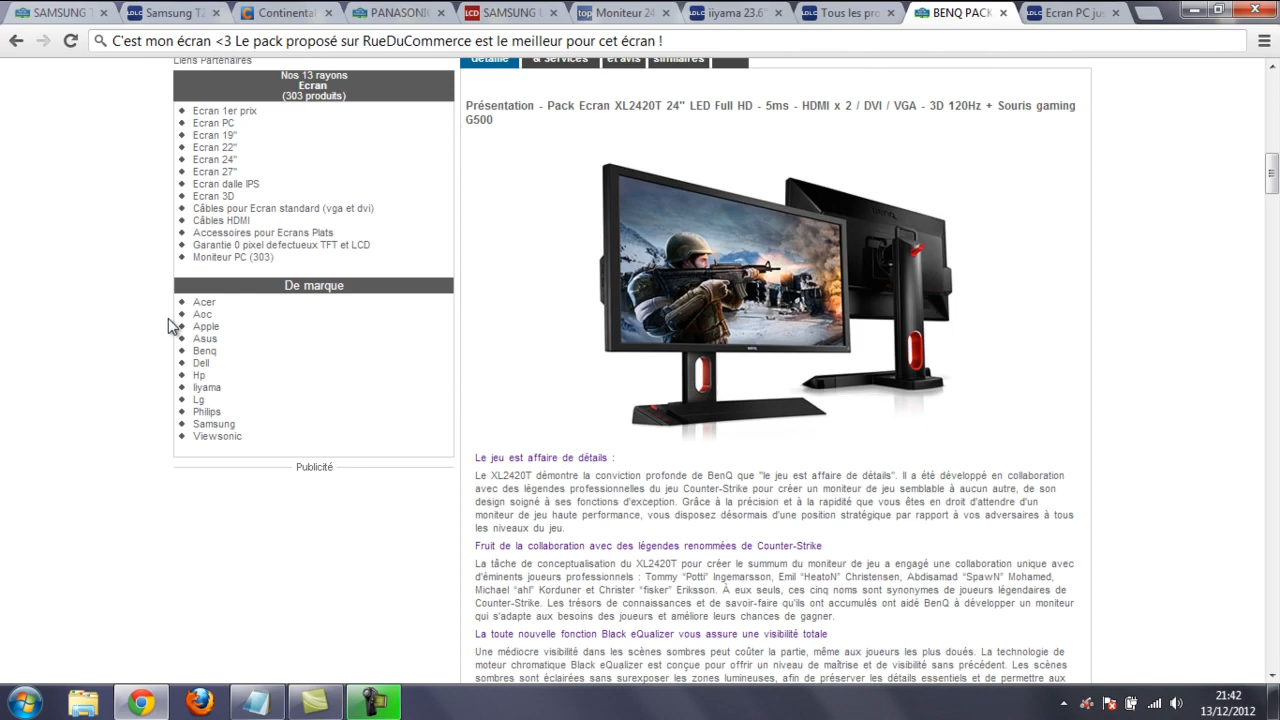 SAMSUNG T
Samsung T2
Continental
PANASONIC
SAMSUNG
Moniteur 24
iiyama 23.6"
Tous les pro
BENQ PACK
Ecran PC jus
C'est mon écran <3 Le pack proposé sur RueDuCommerce est le meilleur pour cet écran !
Liens Partenaires
Nos 13 rayons
Ecran
(303 produits)
Ecran 1er prix
Ecran PC
Ecran 19"
Ecran 22"
Ecran 24"
Ecran 27"
Ecran dalle IPS
Ecran 3D
Câbles pour Ecran standard (vga et dvi)
Câbles HDMI
Accessoires pour Ecrans Plats
Garantie 0 pixel defectueux TFT et LCD
Moniteur PC (303)
De marque
Acer
Aoc
Apple
Asus
Benq
Dell
Hp
Iiyama
Lg
Philips
Samsung
Viewsonic
Publicité
détaillé & Services et avis similaires
Présentation - Pack Ecran XL2420T 24" LED Full HD - 5ms - HDMI x 2 / DVI / VGA - 3D 120Hz + Souris gaming
G500
Le jeu est affaire de détails :
Le XL2420T démontre la conviction profonde de BenQ que "le jeu est affaire de détails". Il a été développé en collaboration
avec des légendes professionnelles du jeu Counter-Strike pour créer un moniteur de jeu semblable à aucun autre, de son
design soigné à ses fonctions d'exception. Grâce à la précision et à la rapidité que vous êtes en droit d'attendre d'un
moniteur de jeu haute performance, vous disposez désormais d'une position stratégique par rapport à vos adversaires à tous
les niveaux du jeu.
Fruit de la collaboration avec des légendes renommées de Counter-Strike
La tâche de conceptualisation du XL2420T pour créer le summum du moniteur de jeu a engagé une collaboration unique avec
d'éminents joueurs professionnels : Tommy “Potti” Ingemarsson, Emil “HeatoN” Christensen, Abdisamad “SpawN” Mohamed,
Michael “ahl” Korduner et Christer “fisker” Eriksson. À eux seuls, ces cinq noms sont synonymes de joueurs légendaires de
Counter-Strike. Les trésors de connaissances et de savoir-faire qu'ils ont accumulés ont aidé BenQ à développer un moniteur
qui s'adapte aux besoins des joueurs et améliore leurs chances de gagner.
La toute nouvelle fonction Black eQualizer vous assure une visibilité totale
Une médiocre visibilité dans les scènes sombres peut coûter la partie, même aux joueurs les plus doués. La technologie de
moteur chromatique Black eQualizer est conçue pour offrir un niveau de maîtrise et de visibilité sans précédent. Les scènes
sombres sont éclairées sans surexposer les zones lumineuses, afin de préserver les détails essentiels et de permettre aux
21:42
13/12/2012